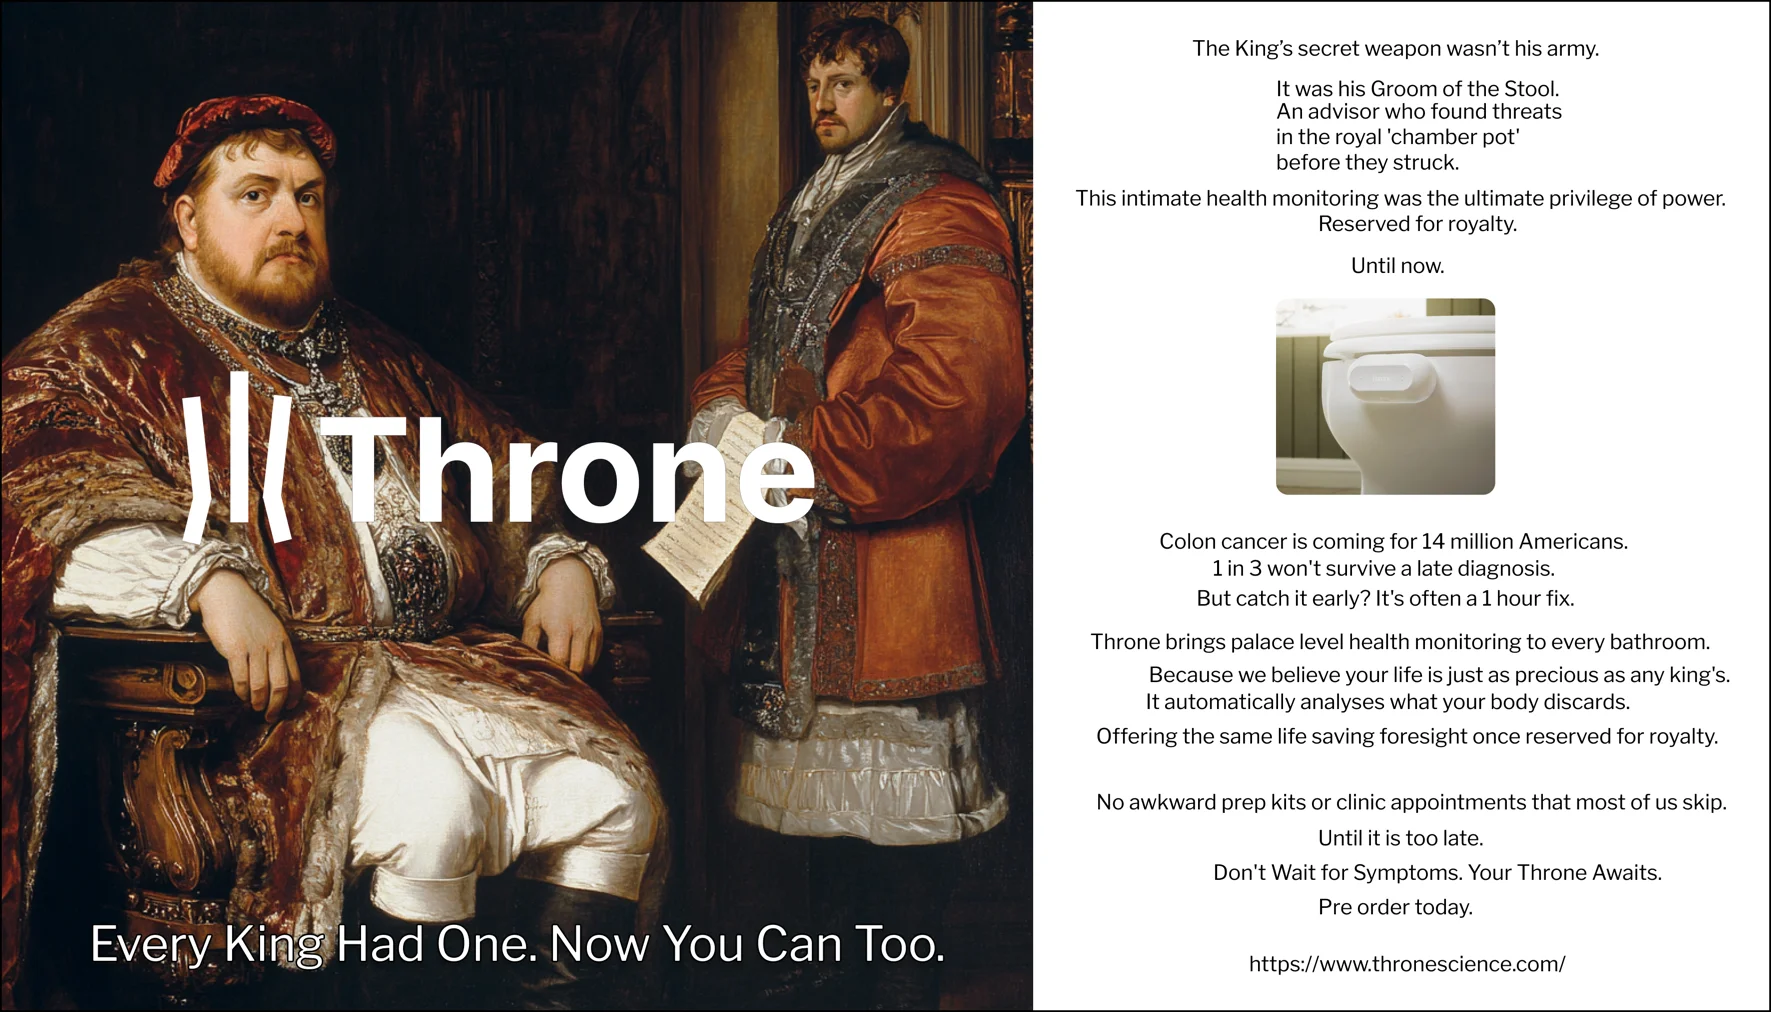 Throne
Every King Had One. Now You Can Too.
The King’s secret weapon wasn’t his army.
It was his Groom of the Stool.
An advisor who found threats
in the royal 'chamber pot'
before they struck.
This intimate health monitoring was the ultimate privilege of power.
Reserved for royalty.
Until now.
Colon cancer is coming for 14 million Americans.
1 in 3 won't survive a late diagnosis.
But catch it early? It's often a 1 hour fix.
Throne brings palace level health monitoring to every bathroom.
Because we believe your life is just as precious as any king's.
It automatically analyses what your body discards.
Offering the same life saving foresight once reserved for royalty.
No awkward prep kits or clinic appointments that most of us skip.
Until it is too late.
Don't Wait for Symptoms. Your Throne Awaits.
Pre order today.
https://www.thronescience.com/